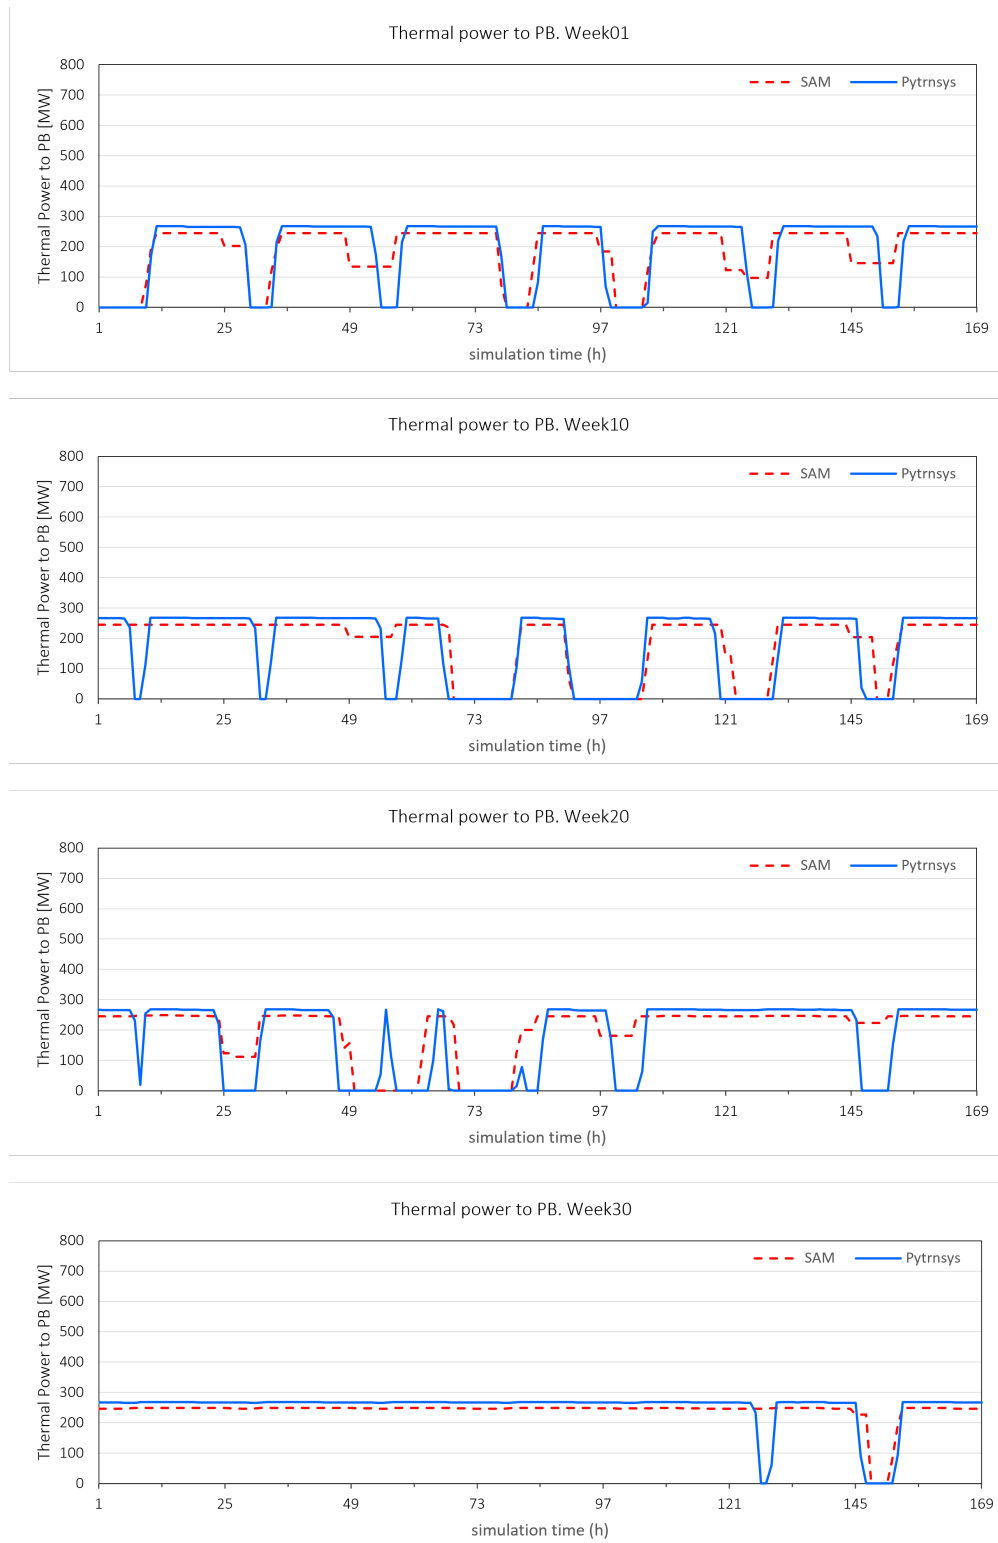 Thermal power to PB. Week01
800
700
600
500
400
300
200
100
0
Thermal Power to PB [MW]
SAM
Pytrnsys
1 25 49 73 97 121 145 169
simulation time (h)
Thermal power to PB. Week10
800
700
600
500
400
300
200
100
0
Thermal Power to PB [MW]
SAM
Pytrnsys
1 25 49 73 97 121 145 169
simulation time (h)
Thermal power to PB. Week20
800
700
600
500
400
300
200
100
0
Thermal Power to PB [MW]
SAM
Pytrnsys
1 25 49 73 97 121 145 169
simulation time (h)
Thermal power to PB. Week30
800
700
600
500
400
300
200
100
0
Thermal Power to PB [MW]
SAM
Pytrnsys
1 25 49 73 97 121 145 169
simulation time (h)